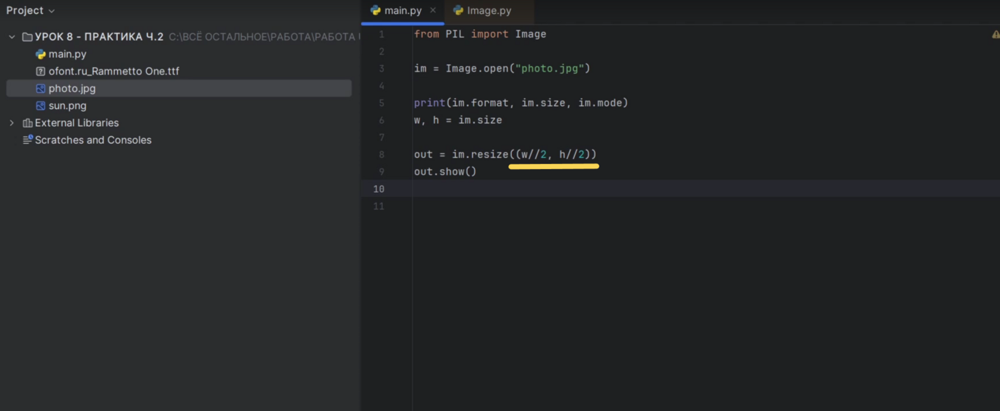 Project
УРОК 8 - ПРАКТИКА Ч.2 C:\ВСЁ ОСТАЛЬНОЕ\РАБОТА\РАБОТА
main.py
ofont.ru_Rammetto One.ttf
photo.jpg
sun.png
External Libraries
Scratches and Consoles
main.py Image.py
1 from PIL import Image
2
3 im = Image.open("photo.jpg")
4
5 print(im.format, im.size, im.mode)
6 w, h = im.size
7
8 out = im.resize((w//2, h//2))
9 out.show()
10
11